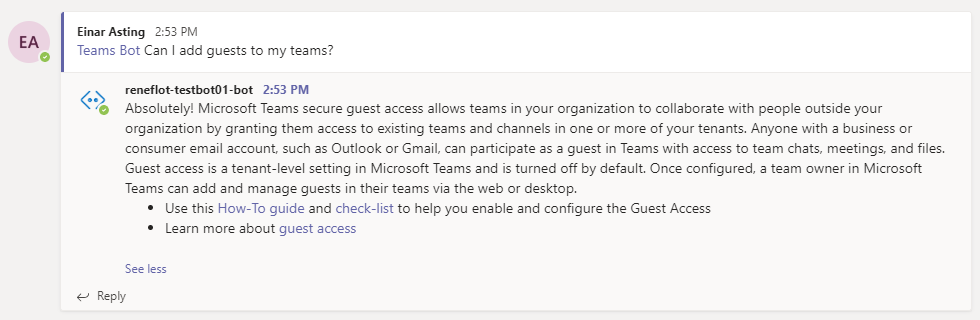 EA
Einar Asting 2:53 PM
Teams Bot Can I add guests to my teams?
reneflot-testbot01-bot 2:53 PM
Absolutely! Microsoft Teams secure guest access allows teams in your organization to collaborate with people outside your
organization by granting them access to existing teams and channels in one or more of your tenants. Anyone with a business or
consumer email account, such as Outlook or Gmail, can participate as a guest in Teams with access to team chats, meetings, and files.
Guest access is a tenant-level setting in Microsoft Teams and is turned off by default. Once configured, a team owner in Microsoft
Teams can add and manage guests in their teams via the web or desktop.
• Use this How-To guide and check-list to help you enable and configure the Guest Access
• Learn more about guest access
See less
Reply